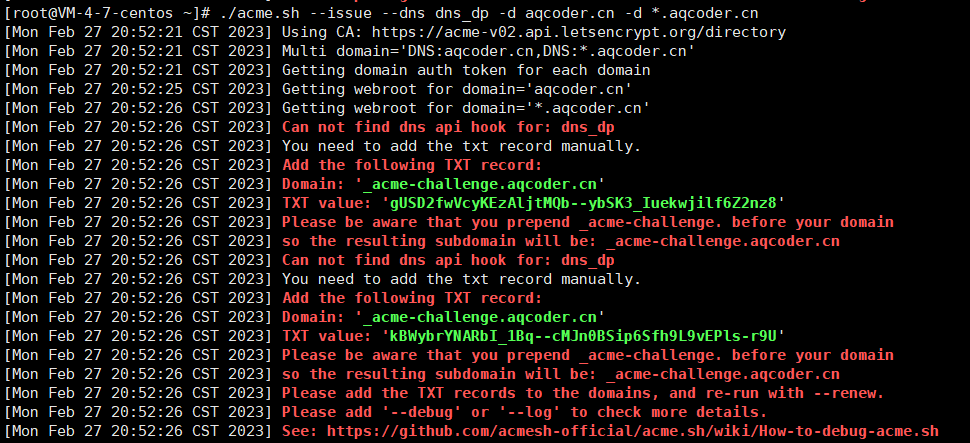 [root@VM-4-7-centos ~]# ./acme.sh --issue --dns dns_dp -d aqcoder.cn -d *.aqcoder.cn
[Mon Feb 27 20:52:21 CST 2023] Using CA: https://acme-v02.api.letsencrypt.org/directory
[Mon Feb 27 20:52:21 CST 2023] Multi domain='DNS:aqcoder.cn,DNS:*.aqcoder.cn'
[Mon Feb 27 20:52:21 CST 2023] Getting domain auth token for each domain
[Mon Feb 27 20:52:25 CST 2023] Getting webroot for domain='aqcoder.cn'
[Mon Feb 27 20:52:26 CST 2023] Getting webroot for domain='*.aqcoder.cn'
[Mon Feb 27 20:52:26 CST 2023] Can not find dns api hook for: dns_dp
[Mon Feb 27 20:52:26 CST 2023] You need to add the txt record manually.
[Mon Feb 27 20:52:26 CST 2023] Add the following TXT record:
[Mon Feb 27 20:52:26 CST 2023] Domain: '_acme-challenge.aqcoder.cn'
[Mon Feb 27 20:52:26 CST 2023] TXT value: 'gUSD2fwVcyKEzAljtMQb--ybSK3_Iuekwjilf6Z2nz8'
[Mon Feb 27 20:52:26 CST 2023] Please be aware that you prepend _acme-challenge. before your domain
[Mon Feb 27 20:52:26 CST 2023] so the resulting subdomain will be: _acme-challenge.aqcoder.cn
[Mon Feb 27 20:52:26 CST 2023] Can not find dns api hook for: dns_dp
[Mon Feb 27 20:52:26 CST 2023] You need to add the txt record manually.
[Mon Feb 27 20:52:26 CST 2023] Add the following TXT record:
[Mon Feb 27 20:52:26 CST 2023] Domain: '_acme-challenge.aqcoder.cn'
[Mon Feb 27 20:52:26 CST 2023] TXT value: 'kBWybrYNARbI_1Bq--cMJn0BSip6Sfh9L9vEPls-r9U'
[Mon Feb 27 20:52:26 CST 2023] Please be aware that you prepend _acme-challenge. before your domain
[Mon Feb 27 20:52:26 CST 2023] so the resulting subdomain will be: _acme-challenge.aqcoder.cn
[Mon Feb 27 20:52:26 CST 2023] Please add the TXT records to the domains, and re-run with --renew.
[Mon Feb 27 20:52:26 CST 2023] Please add '--debug' or '--log' to check more details.
[Mon Feb 27 20:52:26 CST 2023] See: https://github.com/acmesh-official/acme.sh/wiki/How-to-debug-acme.sh